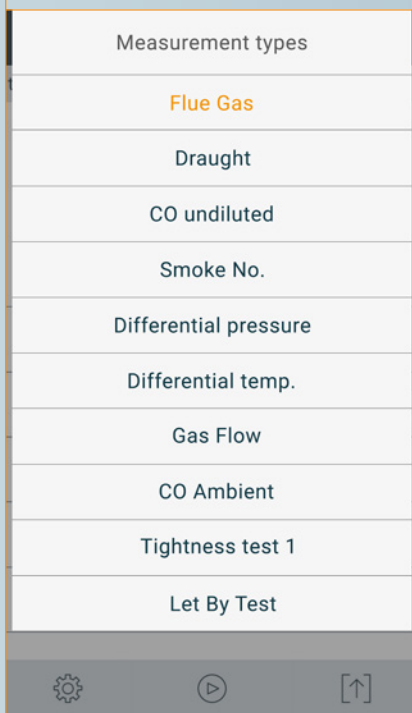 Measurement types
Flue Gas
Draught
CO undiluted
Smoke No.
Differential pressure
Differential temp.
Gas Flow
CO Ambient
Tightness test 1
Let By Test